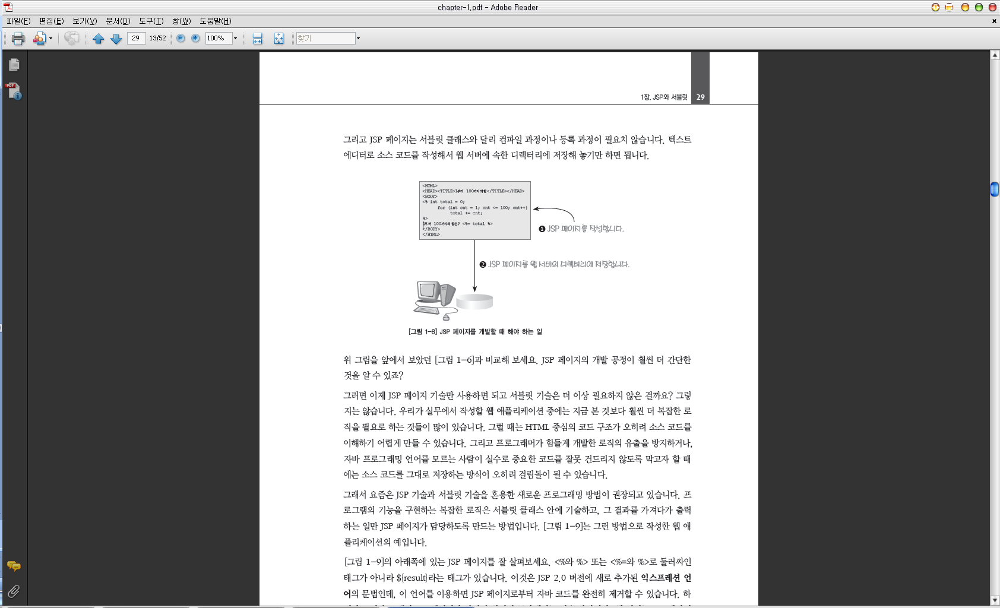 chapter-1.pdf - Adobe Reader
파일(F) 편집(E) 보기(V) 문서(D) 도구(T) 창(W) 도움말(H)
29 13/52 100% 찾기
1장. JSP와 서블릿 29
그리고 JSP 페이지는 서블릿 클래스와 달리 컴파일 과정이나 등록 과정이 필요치 않습니다. 텍스트
에디터로 소스 코드를 작성해서 웹 서버에 속한 디렉터리에 저장해 놓기만 하면 됩니다.
<HTML>
<HEAD><TITLE>1부터 100까지의 합</TITLE></HEAD>
<BODY>
<% int total = 0;
for (int cnt = 1; cnt <= 100; cnt++)
total += cnt;
%>
1부터 100까지의 합은? <%= total %>
</BODY>
</HTML>
❶ JSP 페이지를 작성합니다.
❷ JSP 페이지를 웹 서버의 디렉터리에 저장합니다.
[그림 1-8] JSP 페이지를 개발할 때 해야 하는 일
위 그림을 앞에서 보았던 [그림 1-6]과 비교해 보세요. JSP 페이지의 개발 공정이 훨씬 더 간단한
것을 알 수 있죠?
그러면 이제 JSP 페이지 기술만 사용하면 되고 서블릿 기술은 더 이상 필요하지 않은 걸까요? 그렇
지는 않습니다. 우리가 실무에서 작성할 웹 애플리케이션 중에는 지금 본 것보다 훨씬 더 복잡한 로
직을 필요로 하는 것들이 많이 있습니다. 그럴 때는 HTML 중심의 코드 구조가 오히려 소스 코드를
이해하기 어렵게 만들 수 있습니다. 그리고 프로그래머가 힘들게 개발한 로직의 유출을 방지하거나,
자바 프로그래밍 언어를 모르는 사람이 실수로 중요한 코드를 잘못 건드리지 않도록 막고자 할 때
에는 소스 코드를 그대로 저장하는 방식이 오히려 걸림돌이 될 수 있습니다.
그래서 요즘은 JSP 기술과 서블릿 기술을 혼용한 새로운 프로그래밍 방법이 권장되고 있습니다. 프
로그램의 기능을 구현하는 복잡한 로직은 서블릿 클래스 안에 기술하고, 그 결과를 가져다가 출력
하는 일만 JSP 페이지가 담당하도록 만드는 방법입니다. [그림 1-9]는 그런 방법으로 작성한 웹 애
플리케이션의 예입니다.
[그림 1-9]의 아래쪽에 있는 JSP 페이지를 잘 살펴보세요. <%와 %> 또는 <%=와 %>로 둘러싸인
태그가 아니라 ${result}라는 태그가 있습니다. 이것은 JSP 2.0 버전에 새로 추가된 익스프레션 언
어의 문법인데, 이 언어를 이용하면 JSP 페이지로부터 자바 코드를 완전히 제거할 수 있습니다. 하